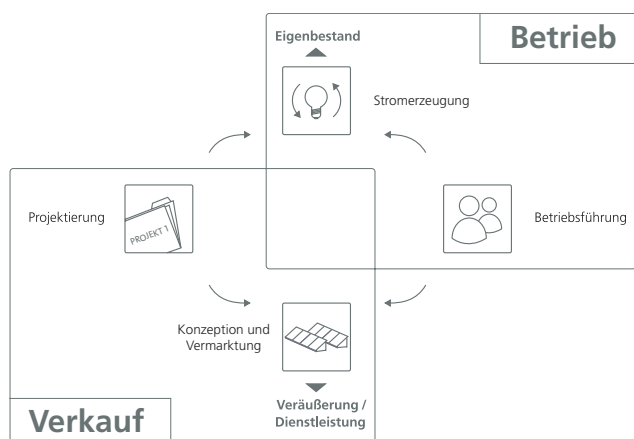 Eigenbestand
Betrieb
Stromerzeugung
Projektierung
PROJEKT 1
Betriebsführung
Konzeption und
Vermarktung
Veräußerung /
Dienstleistung
Verkauf